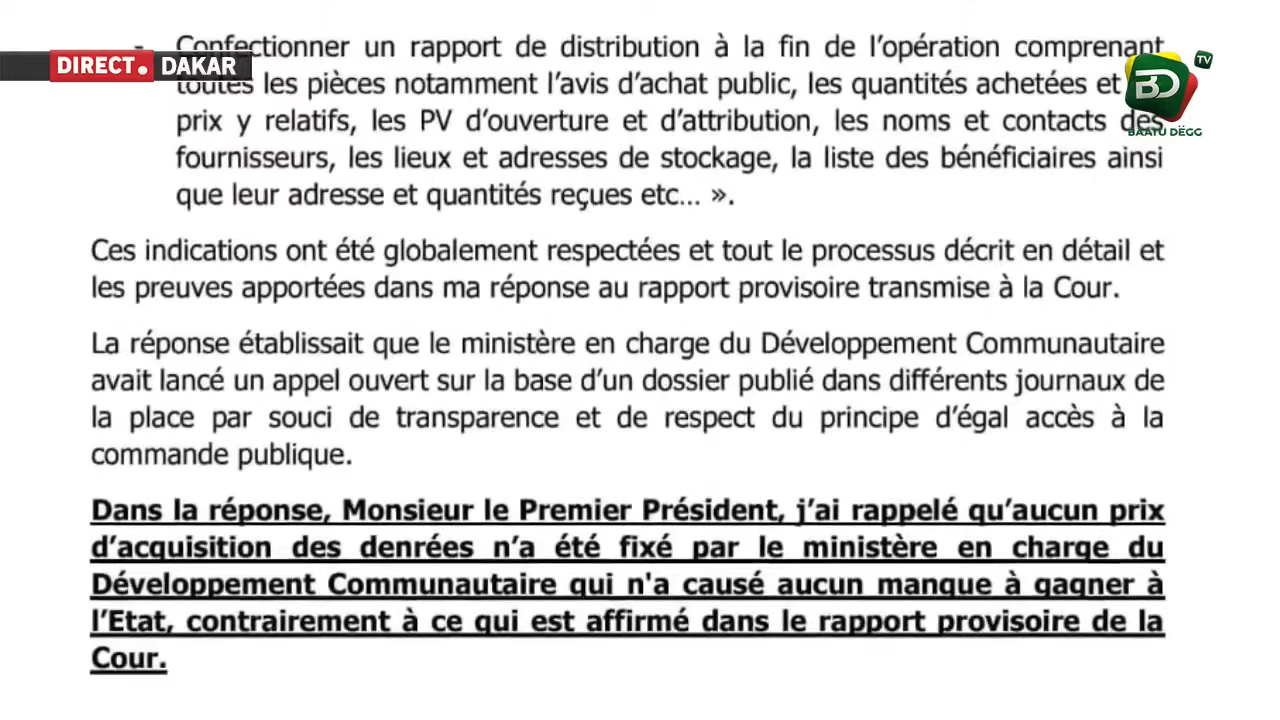 - Confectionner un rapport de distribution à la fin de l’opération comprenant
DIRECT. DAKAR
toutes les pièces notamment l’avis d’achat public, les quantités achetées et
prix y relatifs, les PV d’ouverture et d’attribution, les noms et contacts des
fournisseurs, les lieux et adresses de stockage, la liste des bénéficiaires ainsi
que leur adresse et quantités reçues etc… ».
BD TV
BAATU DËGG
Ces indications ont été globalement respectées et tout le processus décrit en détail et
les preuves apportées dans ma réponse au rapport provisoire transmise à la Cour.
La réponse établissait que le ministère en charge du Développement Communautaire
avait lancé un appel ouvert sur la base d’un dossier publié dans différents journaux de
la place par souci de transparence et de respect du principe d’égal accès à la
commande publique.
Dans la réponse, Monsieur le Premier Président, j’ai rappelé qu’aucun prix
d’acquisition des denrées n’a été fixé par le ministère en charge du
Développement Communautaire qui n'a causé aucun manque à gagner à
l’Etat, contrairement à ce qui est affirmé dans le rapport provisoire de la
Cour.